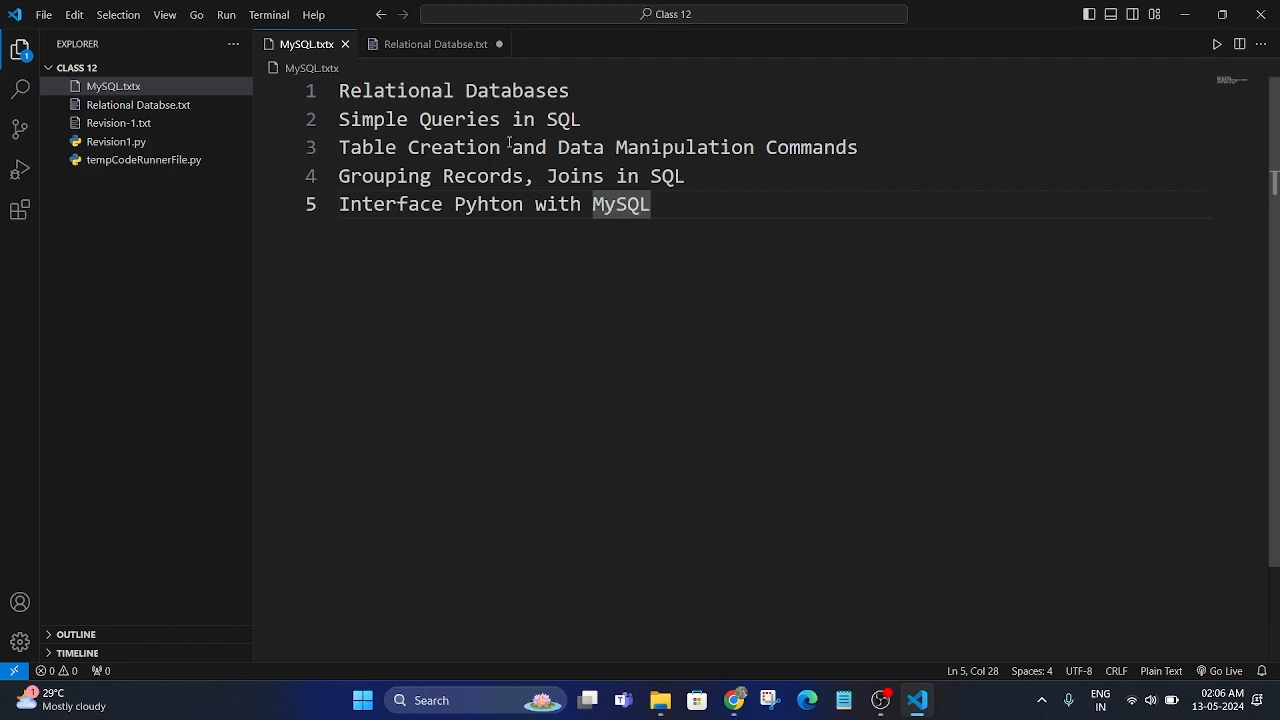 File Edit Selection View Go Run Terminal Help
Class 12
EXPLORER
MySQL.txtx
Relational Databse.txt
CLASS 12
MySQL.txtx
MySQL.txtx
Relational Databse.txt
Revision-1.txt
Revision1.py
tempCodeRunnerFile.py
1 Relational Databases
2 Simple Queries in SQL
3 Table Creation and Data Manipulation Commands
4 Grouping Records, Joins in SQL
5 Interface Pyhton with MySQL
1
OUTLINE
TIMELINE
0 0 0
Ln 5, Col 28 Spaces: 4 UTF-8 CRLF Plain Text Go Live
1
29°C
Mostly cloudy
Search
ENG
IN
02:06 AM
13-05-2024